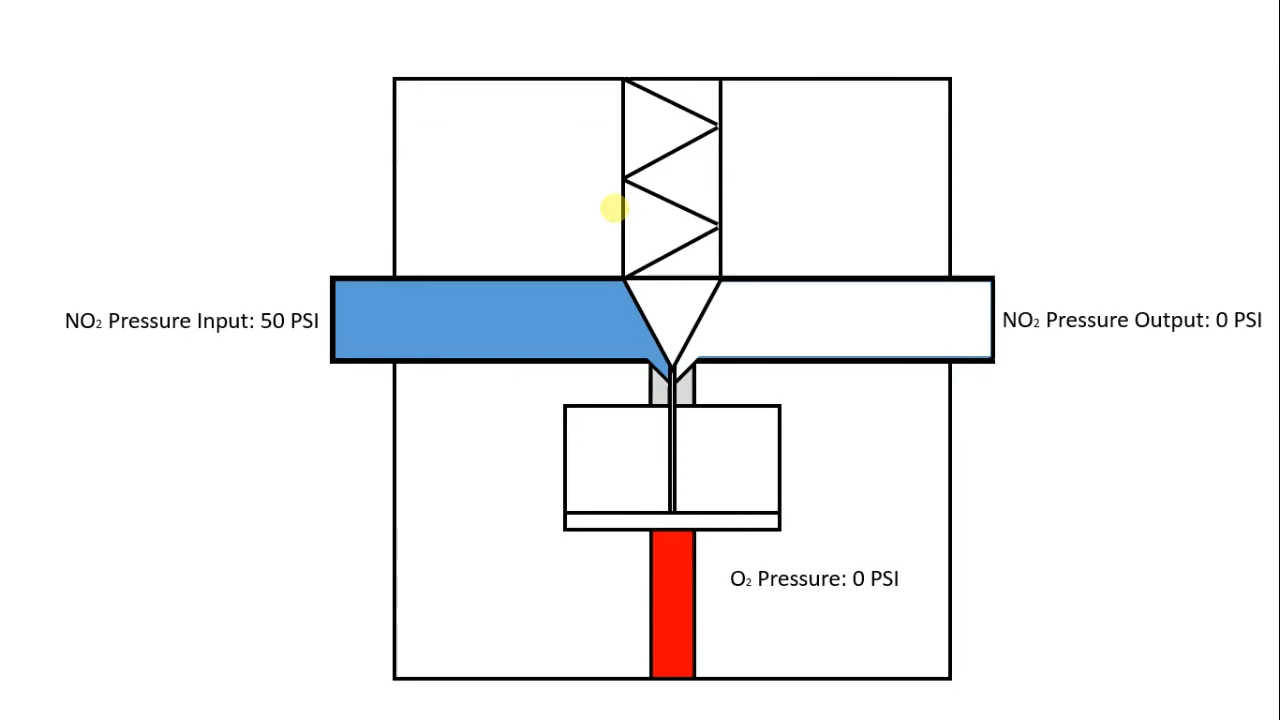 NO₂ Pressure Input: 50 PSI
NO₂ Pressure Output: 0 PSI
O₂ Pressure: 0 PSI